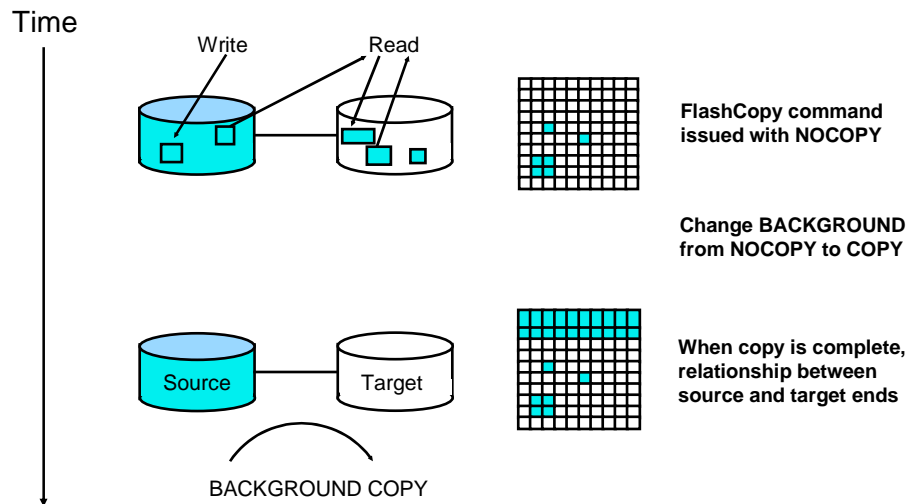 Time
Write
Read
FlashCopy command
issued with NOCOPY
Change BACKGROUND
from NOCOPY to COPY
Source
Target
When copy is complete,
relationship between
source and target ends
BACKGROUND COPY